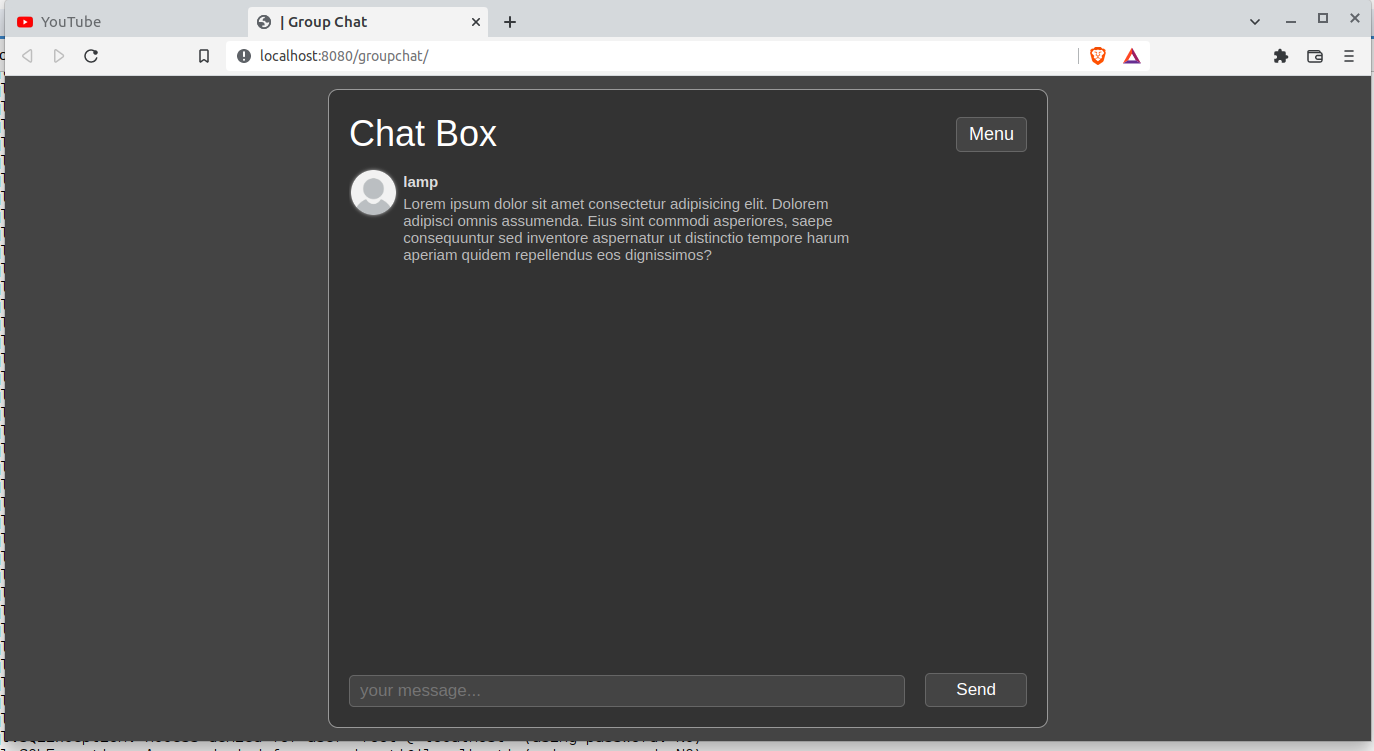 YouTube
| Group Chat
localhost:8080/groupchat/
Chat Box
Menu
lamp
Lorem ipsum dolor sit amet consectetur adipisicing elit. Dolorem
adipisci omnis assumenda. Eius sint commodi asperiores, saepe
consequuntur sed inventore aspernatur ut distinctio tempore harum
aperiam quidem repellendus eos dignissimos?
your message...
Send